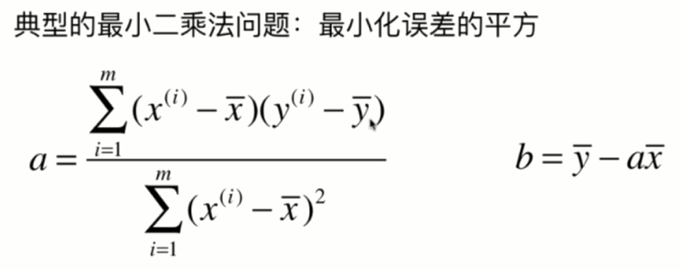 典型的最小二乘法问题：最小化误差的平方
a = \frac{\sum_{i=1}^{m}(x^{(i)} - \overline{x})(y^{(i)} - \overline{y})}{\sum_{i=1}^{m}(x^{(i)} - \overline{x})^2}
b = \overline{y} - a\overline{x}